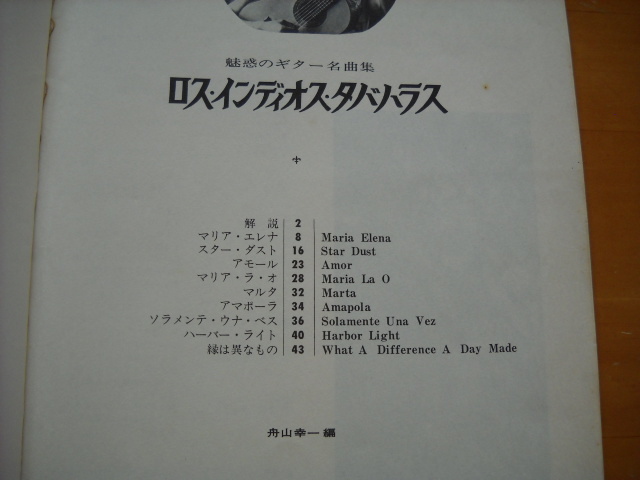 魅惑のギター名曲集
ロス・インディオス・タバハラス
解説 2
マリア・エレナ 8 Maria Elena
スター・ダスト 16 Star Dust
アモール 23 Amor
マリア・ラ・オ 28 Maria La O
マルタ 32 Marta
アマポーラ 34 Amapola
ソラメンテ・ウナ・ベス 36 Solamente Una Vez
ハーバー・ライト 40 Harbor Light
縁は異なもの 43 What A Difference A Day Made
舟山幸一編